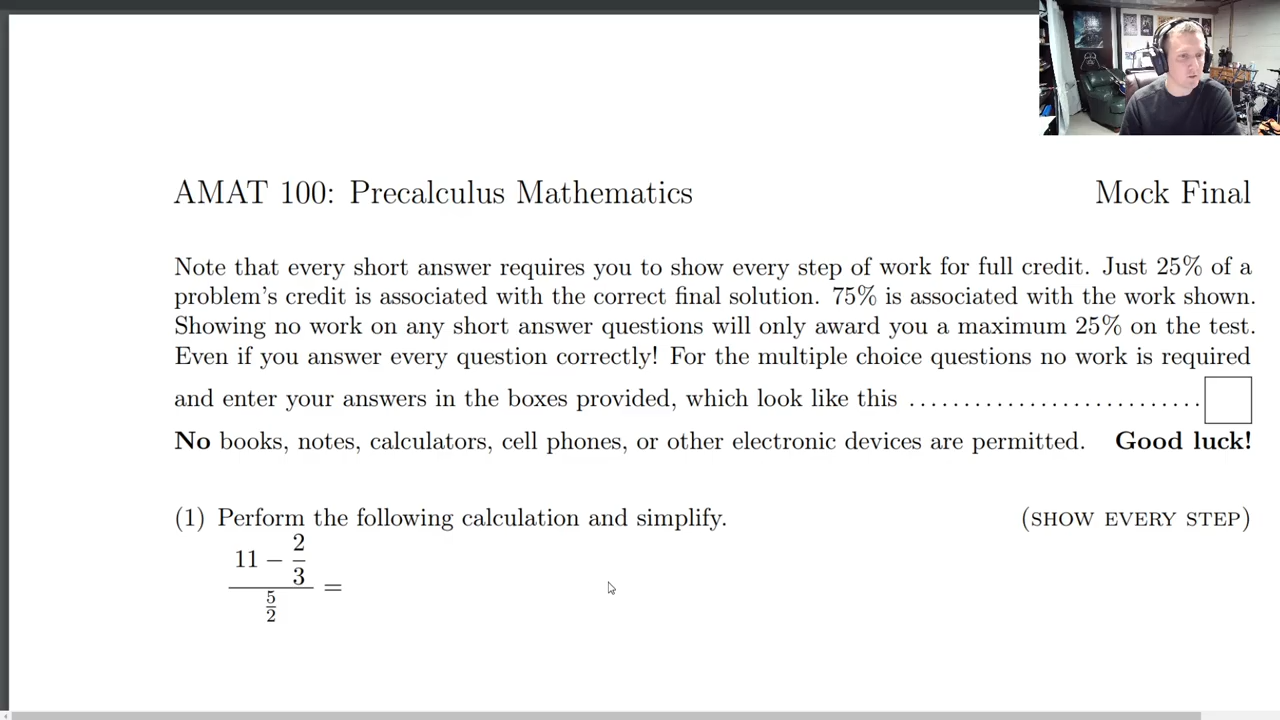 AMAT 100: Precalculus Mathematics Mock Final
Note that every short answer requires you to show every step of work for full credit. Just 25% of a
problem's credit is associated with the correct final solution. 75% is associated with the work shown.
Showing no work on any short answer questions will only award you a maximum 25% on the test.
Even if you answer every question correctly! For the multiple choice questions no work is required
and enter your answers in the boxes provided, which look like this ...........................
No books, notes, calculators, cell phones, or other electronic devices are permitted. Good luck!
(1) Perform the following calculation and simplify. (SHOW EVERY STEP)
11 − 2/3
5/2 =